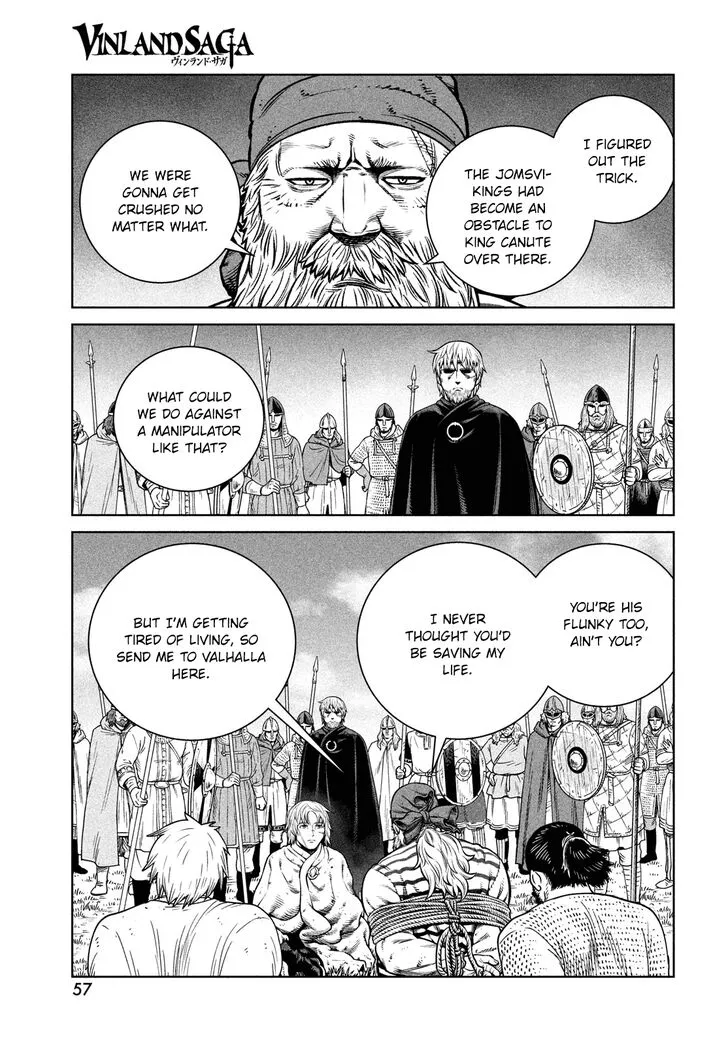 VINLAND SAGA
ヴィンランド・サガ
I FIGURED
OUT THE
TRICK.
THE JOMSVI-
KINGS HAD
BECOME AN
OBSTACLE TO
KING CANUTE
OVER THERE.
WE WERE
GONNA GET
CRUSHED NO
MATTER WHAT.
WHAT COULD
WE DO AGAINST
A MANIPULATOR
LIKE THAT?
YOU'RE HIS
FLUNKY TOO,
AIN'T YOU?
I NEVER
THOUGHT YOU'D
BE SAVING MY
LIFE.
BUT I'M GETTING
TIRED OF LIVING, SO
SEND ME TO VALHALLA
HERE.
57